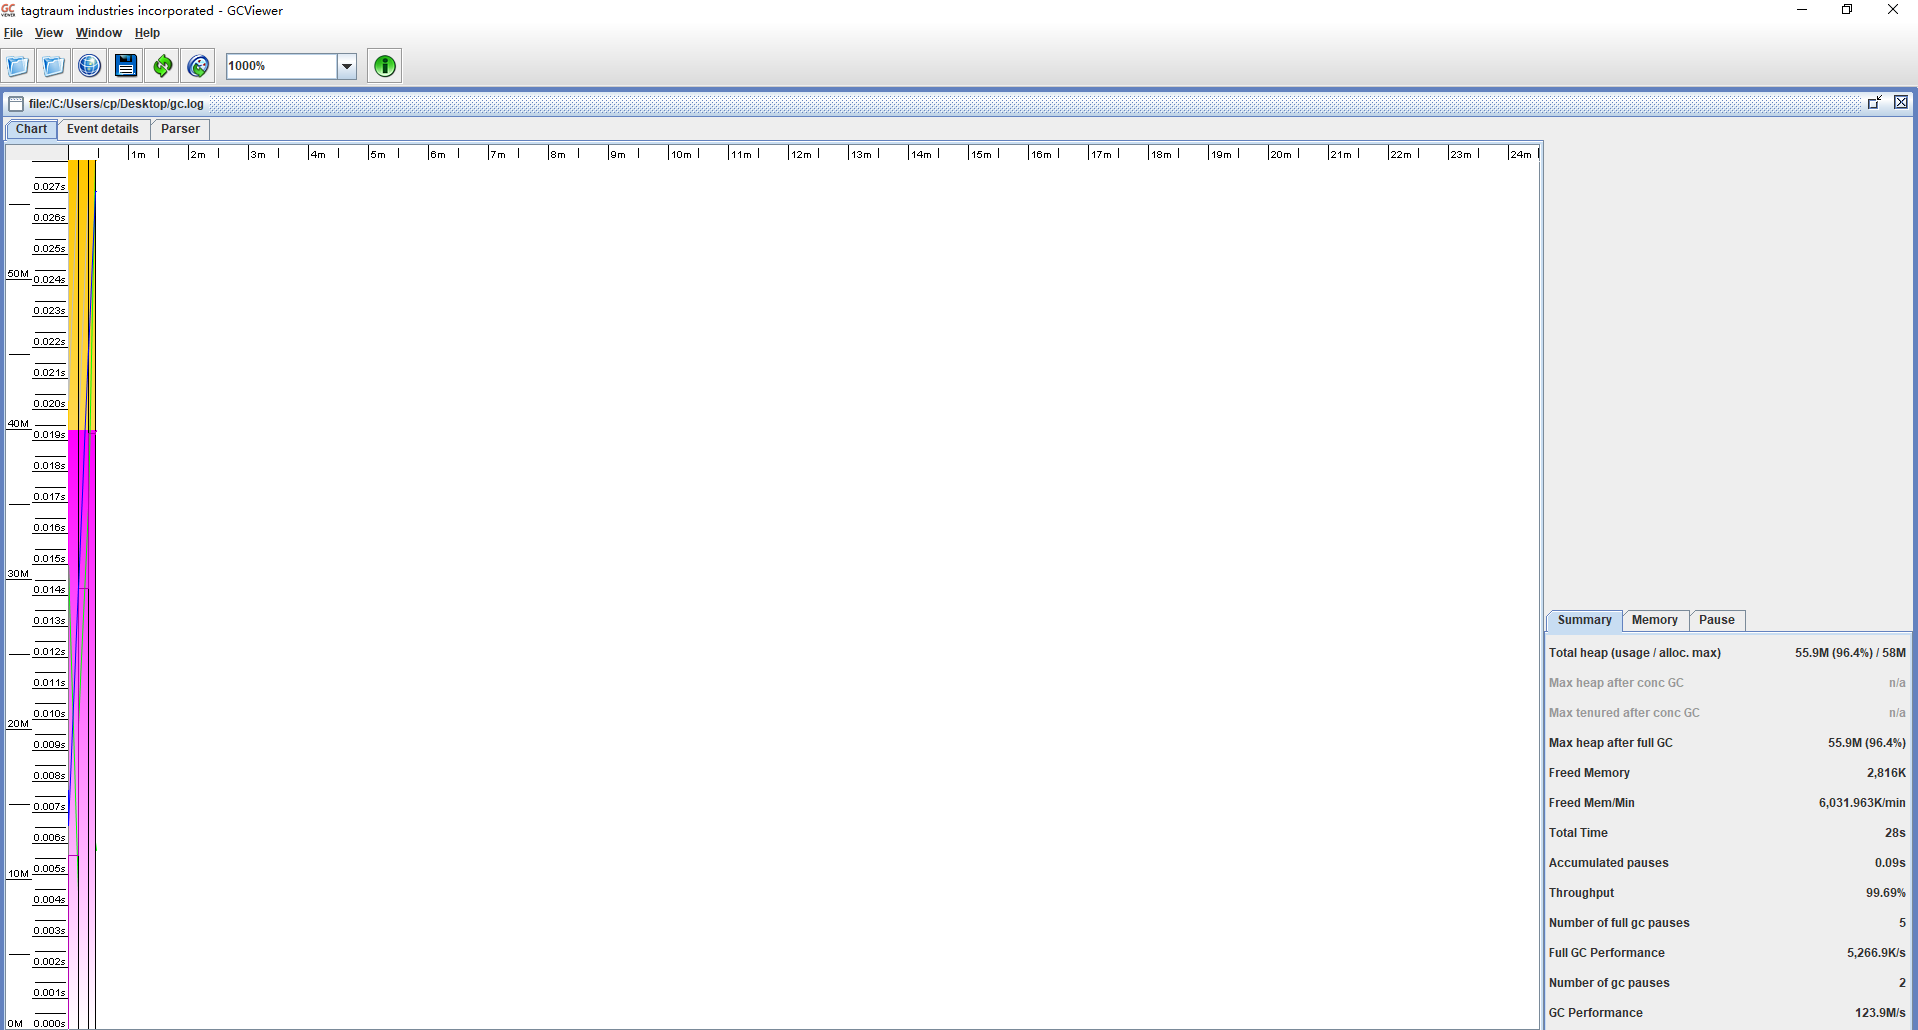 GC VIEWER tagtraum industries incorporated - GCViewer
File View Window Help
1000%
file:/C:/Users/cp/Desktop/gc.log
Chart Event details Parser
1m 2m 3m 4m 5m 6m 7m 8m 9m 10m 11m 12m 13m 14m 15m 16m 17m 18m 19m 20m 21m 22m 23m 24m
0.027s
0.026s
0.025s
50M 0.024s
0.023s
0.022s
0.021s
0.020s
40M 0.019s
0.018s
0.017s
0.016s
0.015s
30M 0.014s
0.013s
0.012s
0.011s
0.010s
20M 0.009s
0.008s
0.007s
0.006s
10M 0.005s
0.004s
0.003s
0.002s
0.001s
0M 0.000s
Summary Memory Pause
Total heap (usage / alloc. max) 55.9M (96.4%) / 58M
Max heap after conc GC n/a
Max tenured after conc GC n/a
Max heap after full GC 55.9M (96.4%)
Freed Memory 2,816K
Freed Mem/Min 6,031.963K/min
Total Time 28s
Accumulated pauses 0.09s
Throughput 99.69%
Number of full gc pauses 5
Full GC Performance 5,266.9K/s
Number of gc pauses 2
GC Performance 123.9M/s